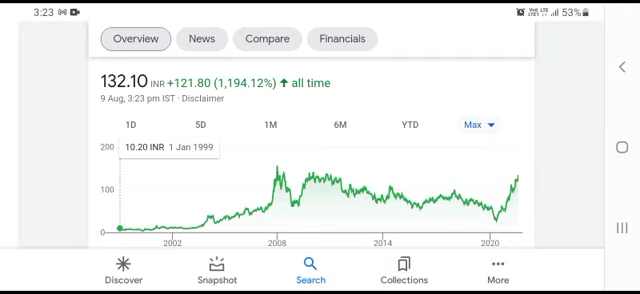 3:23 53%
Overview News Compare Financials
132.10 INR +121.80 (1,194.12%) ↑ all time
9 Aug, 3:23 pm IST · Disclaimer
1D 5D 1M 6M YTD Max
200
10.20 INR 1 Jan 1999
100
0
2002 2008 2014 2020
Discover Snapshot Search Collections More